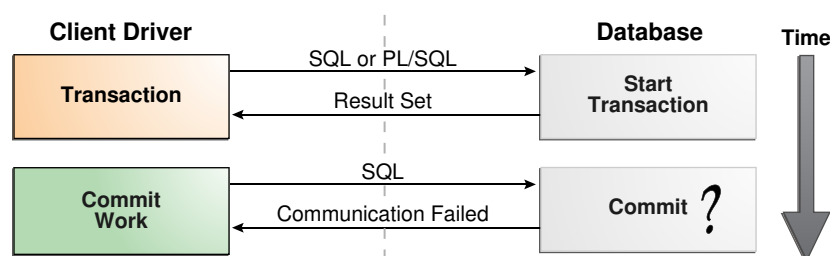 Client Driver
Database
Time
SQL or PL/SQL
Transaction
Start
Transaction
Result Set
SQL
Commit
Work
Commit ?
Communication Failed